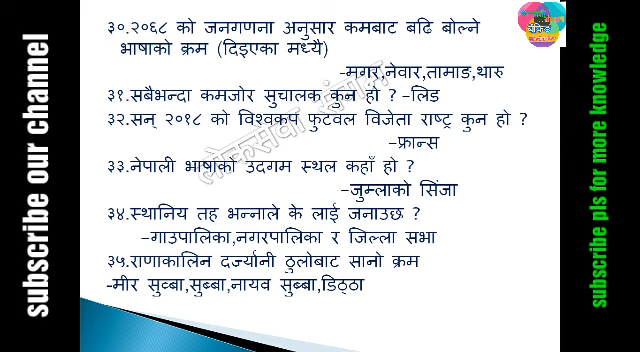 subscribe our channel
३०.२०६८ को जनगणना अनुसार कमबाट बढि बोल्ने
भाषाको क्रम (दिइएका मध्यै)
-मगर,नेवार,तामाङ,थारु
३१.सबैभन्दा कमजोर सुचालक कुन हो ? -लिड
३२.सन् २०१८ को विश्वकप फुटवल विजेता राष्ट्र कुन हो ?
-फ्रान्स
३३.नेपाली भाषाको उदगम स्थल कहाँ हो ?
-जुम्लाको सिंजा
३४.स्थानिय तह भन्नाले के लाई जनाउछ ?
-गाउपालिका,नगरपालिका र जिल्ला सभा
३५.राणाकालिन दर्ज्यानी ठुलोबाट सानो क्रम
-मीर सुव्बा,सुब्बा,नायव सुब्बा,डिठ्ठा
लोकसेवा
subscribe pls for more knowledge